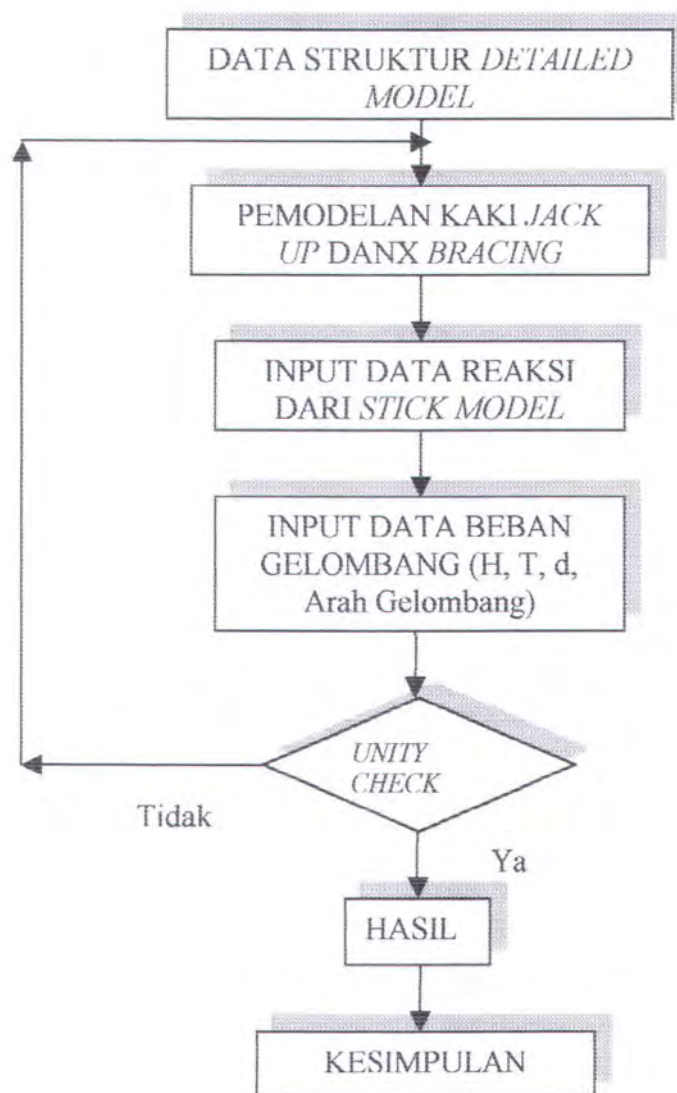 DATA STRUKTUR DETAILED
MODEL
PEMODELAN KAKI JACK
UP DANX BRACING
INPUT DATA REAKSI
DARI STICK MODEL
INPUT DATA BEBAN
GELOMBANG (H, T, d,
Arah Gelombang)
UNITY
CHECK
Tidak
Ya
HASIL
KESIMPULAN